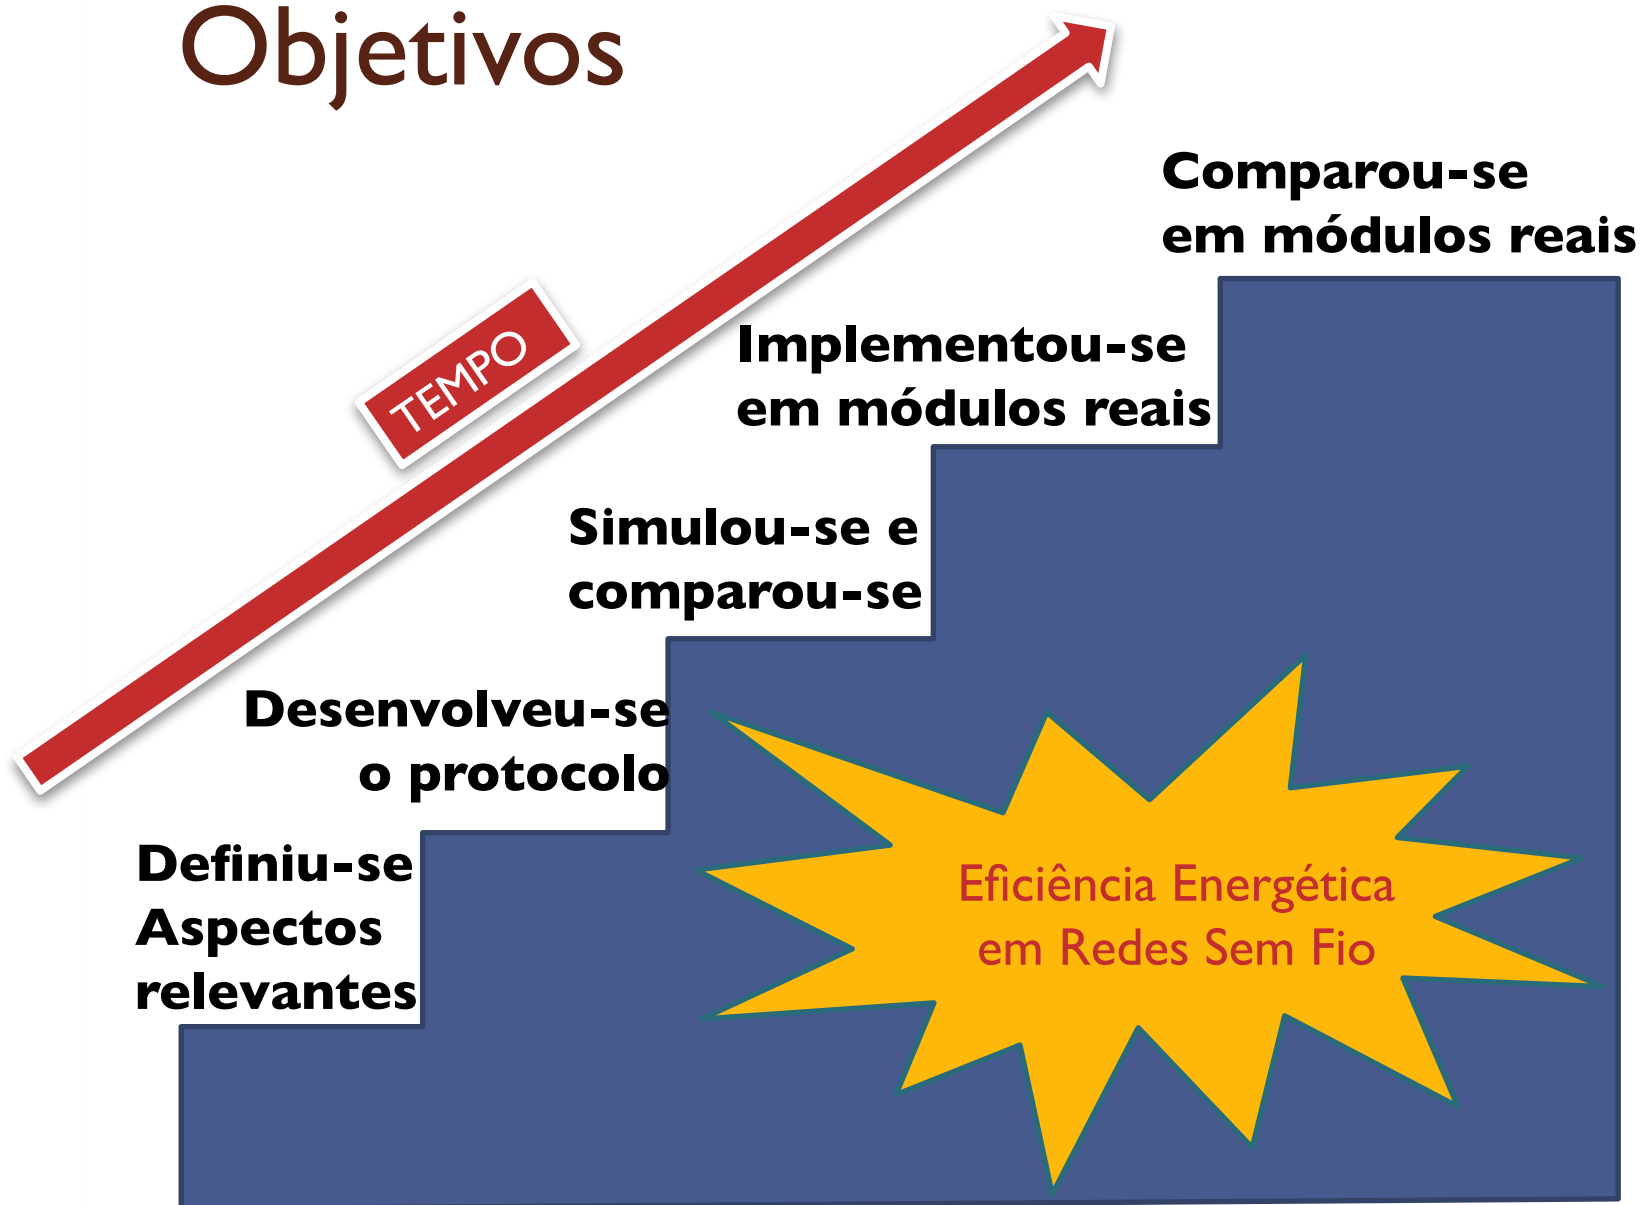 Objetivos
Comparou-se
em módulos reais
TEMPO
Implementou-se
em módulos reais
Simulou-se e
comparou-se
Desenvolveu-se
o protocolo
Definiu-se
Aspectos
relevantes
Eficiência Energética
em Redes Sem Fio